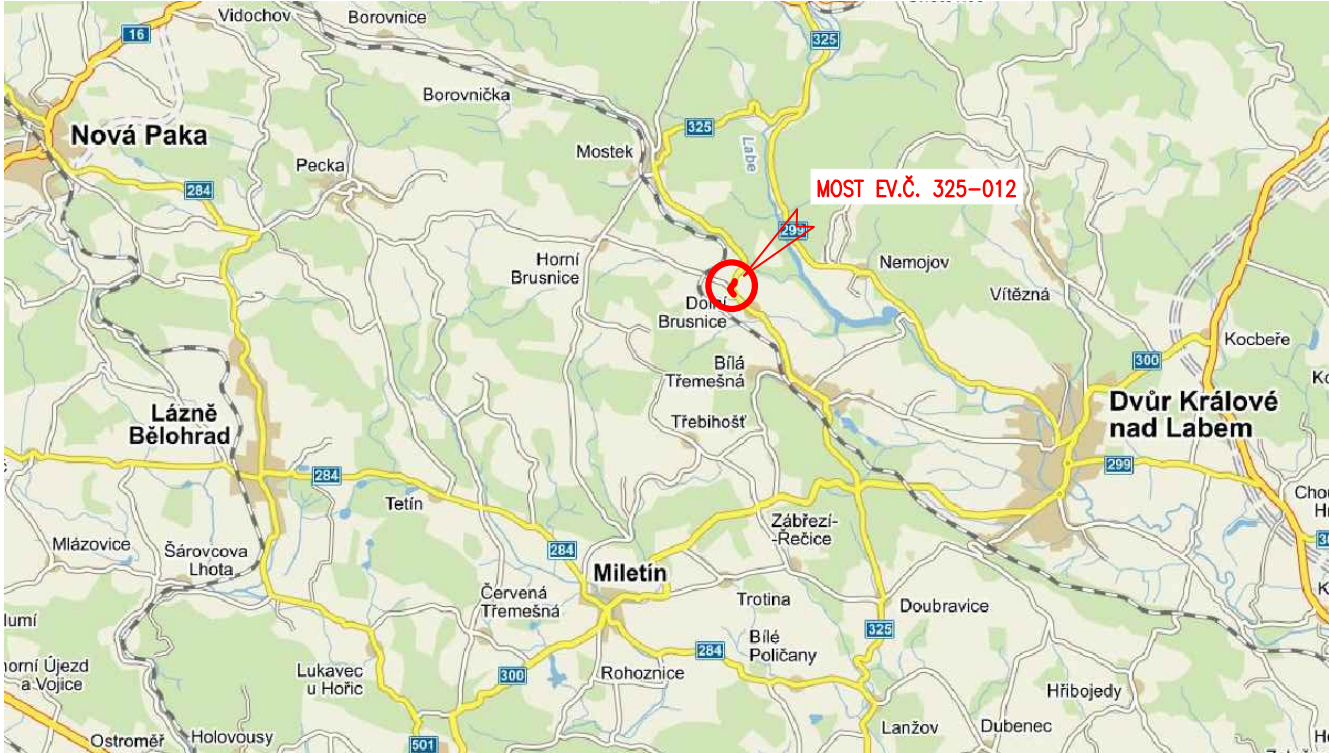 Vidochov
Borovnice
16
325
Borovnička
Nová Paka
325
Labe
Mostek
Pecka
284
MOST EV.Č. 325-012
299
Horní
Brusnice
Nemojov
Vítězná
Dolní
Brusnice
Kocbeře
Bílá
Třemešná
300
Lázně
Bělohrad
Třebihošť
Dvůr Králové
nad Labem
284
299
Tetín
Zábřezí-
-Řečice
Mlázovice
Šárovcova
Lhota
284
Miletín
Červená
Třemešná
Trotina
Doubravice
325
Bílé
Poličany
284
Lukavec
u Hořic
300
Rohoznice
Hřibojedy
orní Újezd
a Vojice
Lanžov
Dubenec
Ostroměř
Holovousy
501